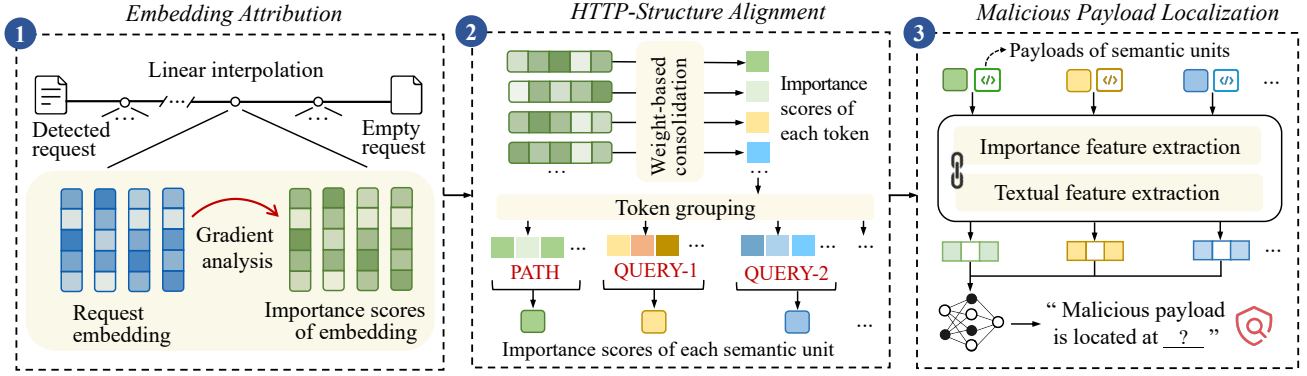 Embedding Attribution
1
Linear interpolation
...
...
...
Detected
request
Empty
request
Gradient
analysis
Request
embedding
Importance scores
of embedding
HTTP-Structure Alignment
2
Weight-based
consolidation
Importance
scores of
each token
...
...
Token grouping
...
...
...
...
PATH
QUERY-1
QUERY-2
...
Importance scores of each semantic unit
Malicious Payload Localization
3
Payloads of semantic units
</>
</>
</>
...
Importance feature extraction
Textual feature extraction
...
“ Malicious payload
is located at __?__ ”